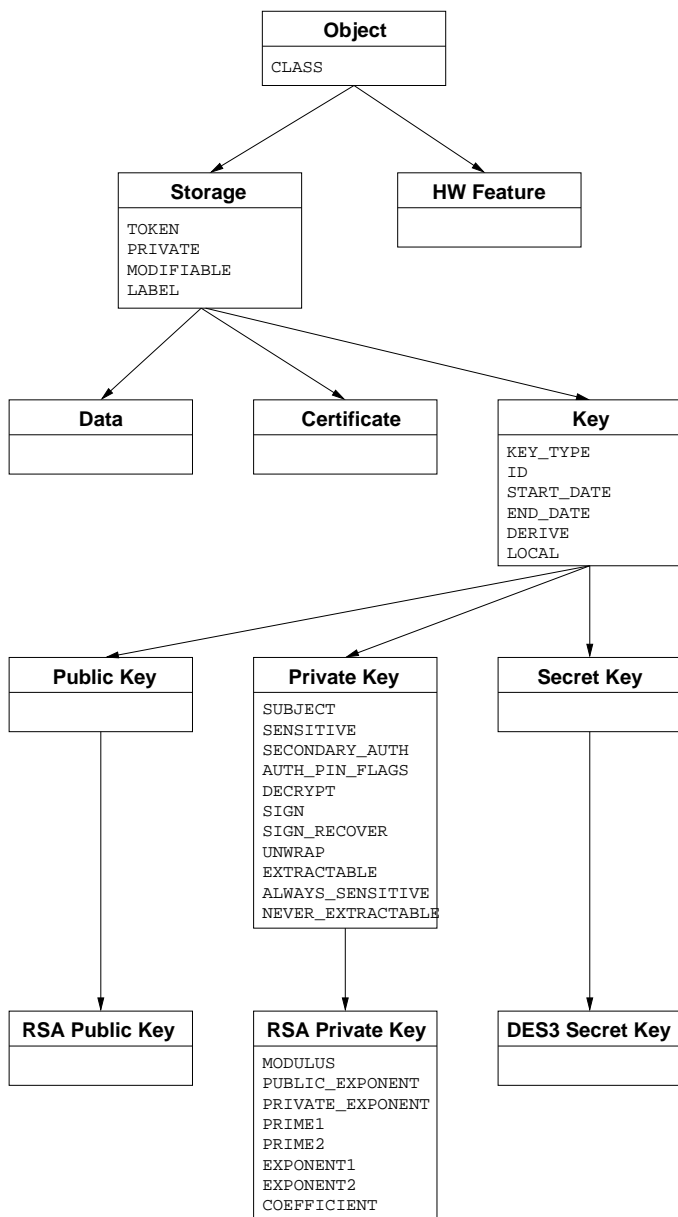 Object
CLASS
Storage
TOKEN
PRIVATE
MODIFIABLE
LABEL
HW Feature
Data
Certificate
Key
KEY_TYPE
ID
START_DATE
END_DATE
DERIVE
LOCAL
Public Key
Private Key
SUBJECT
SENSITIVE
SECONDARY_AUTH
AUTH_PIN_FLAGS
DECRYPT
SIGN
SIGN_RECOVER
UNWRAP
EXTRACTABLE
ALWAYS_SENSITIVE
NEVER_EXTRACTABLE
Secret Key
RSA Public Key
RSA Private Key
MODULUS
PUBLIC_EXPONENT
PRIVATE_EXPONENT
PRIME1
PRIME2
EXPONENT1
EXPONENT2
COEFFICIENT
DES3 Secret Key